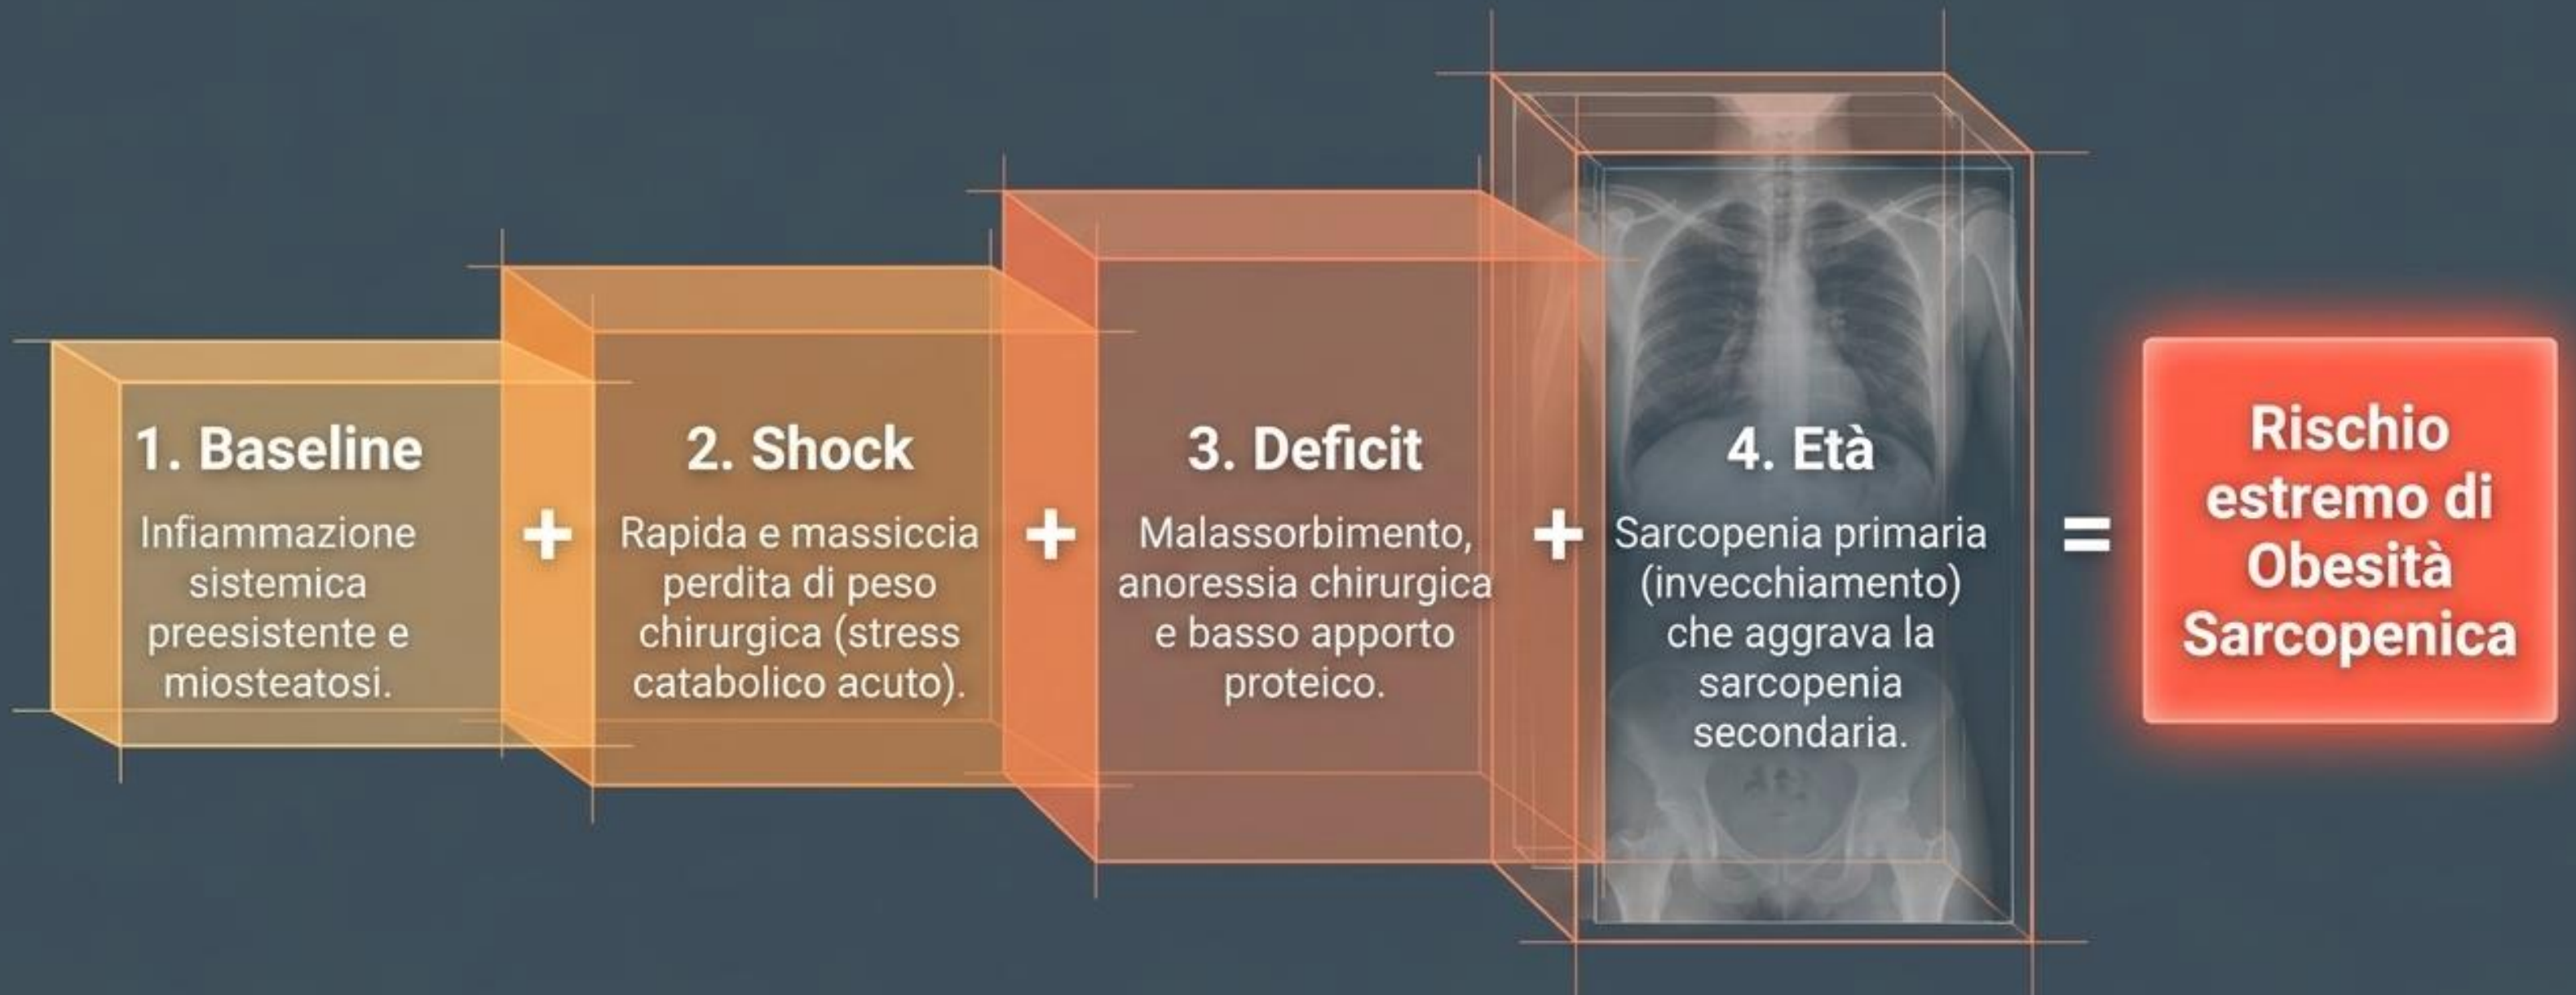 1. Baseline
Infiammazione
sistemica
preesistente e
miosteatosi.
+
2. Shock
Rapida e massiccia
perdita di peso
chirurgica (stress
catabolico acuto).
+
3. Deficit
Malassorbimento,
anoressia chirurgica
e basso apporto
proteico.
+
4. Età
Sarcopenia primaria
(invecchiamento)
che aggrava la
sarcopenia
secondaria.
=
Rischio
estremo di
Obesità
Sarcopenica